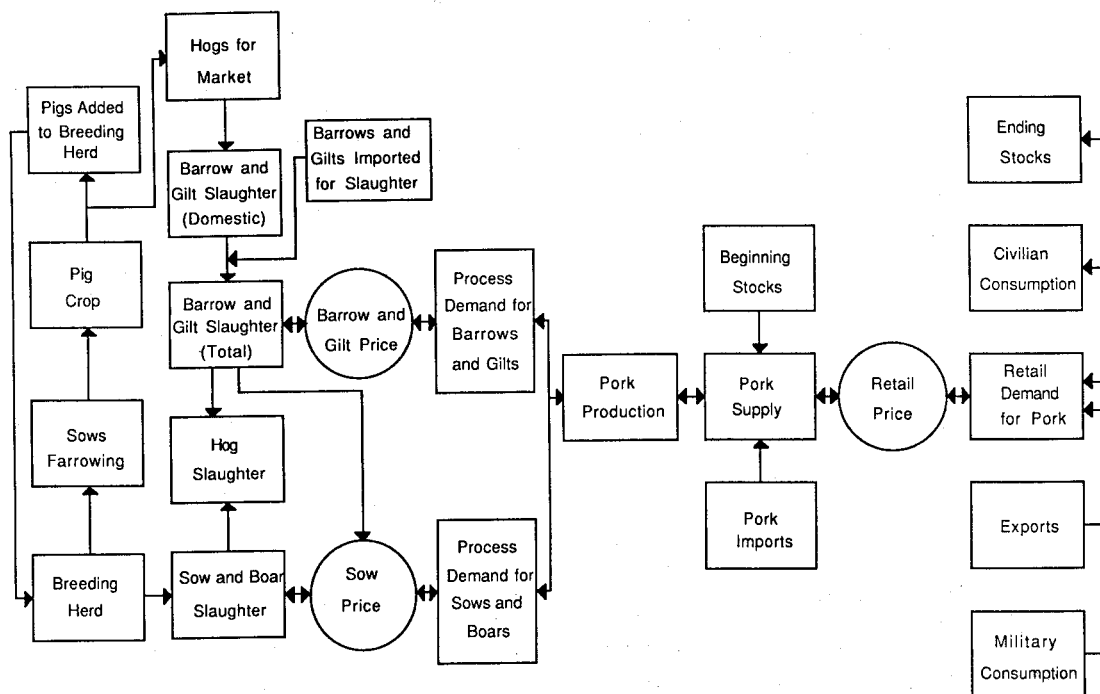 Hogs for
Market
Pigs Added
to Breeding
Herd
Barrows and
Gilts Imported
for Slaughter
Barrow and
Gilt Slaughter
(Domestic)
Ending
Stocks
Pig
Crop
Barrow and
Gilt Slaughter
(Total)
Barrow and
Gilt Price
Process
Demand for
Barrows
and Gilts
Beginning
Stocks
Civilian
Consumption
Sows
Farrowing
Hog
Slaughter
Pork
Production
Pork
Supply
Retail
Price
Retail
Demand
for Pork
Pork
Imports
Exports
Breeding
Herd
Sow and Boar
Slaughter
Sow
Price
Process
Demand for
Sows and
Boars
Military
Consumption